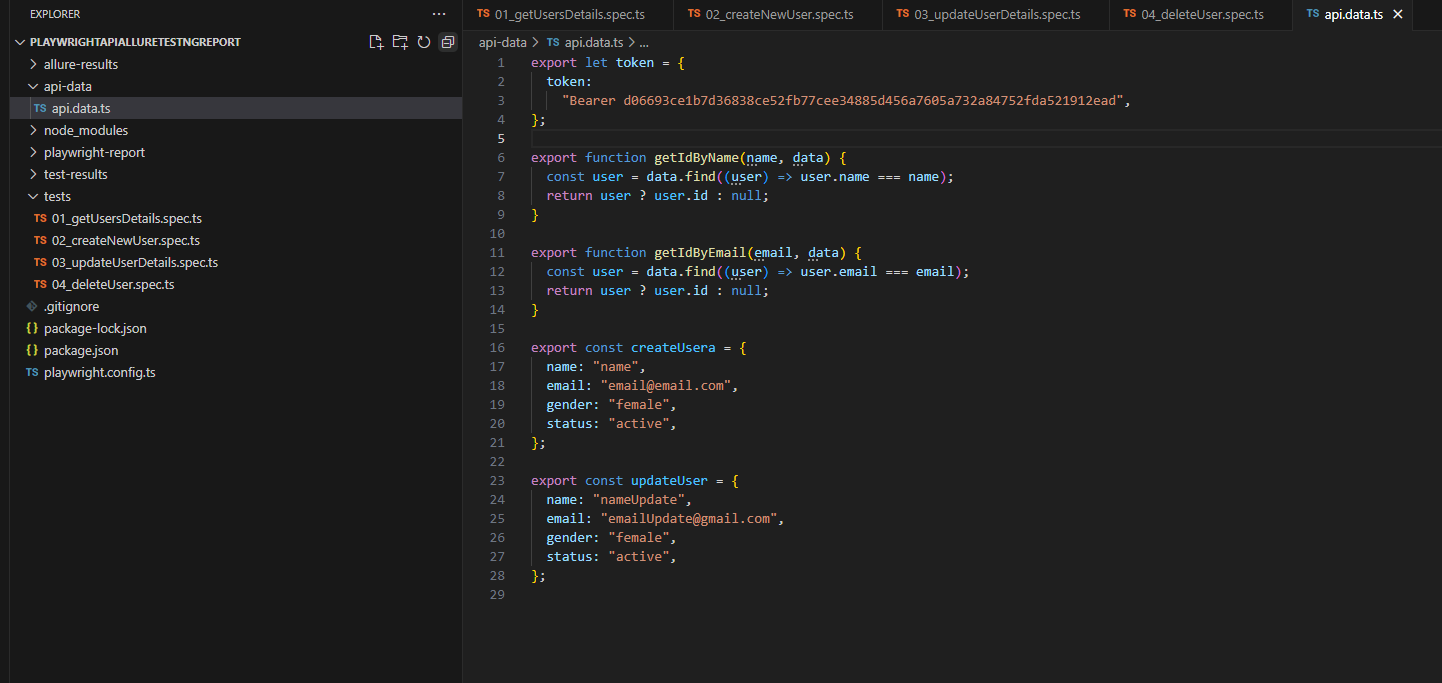 EXPLORER
PLAYWRIGHTAPIALLURETESTNGREPORT
allure-results
api-data
TS api.data.ts
node_modules
playwright-report
test-results
tests
TS 01_getUsersDetails.spec.ts
TS 02_createNewUser.spec.ts
TS 03_updateUserDetails.spec.ts
TS 04_deleteUser.spec.ts
.gitignore
{} package-lock.json
{} package.json
TS playwright.config.ts
TS 01_getUsersDetails.spec.ts TS 02_createNewUser.spec.ts TS 03_updateUserDetails.spec.ts TS 04_deleteUser.spec.ts TS api.data.ts
api-data > TS api.data.ts > ...
1 export let token = {
2 token:
3 "Bearer d06693ce1b7d36838ce52fb77cee34885d456a7605a732a84752fda521912ead",
4 };
5
6 export function getIdByName(name, data) {
7 const user = data.find((user) => user.name === name);
8 return user ? user.id : null;
9 }
10
11 export function getIdByEmail(email, data) {
12 const user = data.find((user) => user.email === email);
13 return user ? user.id : null;
14 }
15
16 export const createUsera = {
17 name: "name",
18 email: "email@email.com",
19 gender: "female",
20 status: "active",
21 };
22
23 export const updateUser = {
24 name: "nameUpdate",
25 email: "emailUpdate@gmail.com",
26 gender: "female",
27 status: "active",
28 };
29